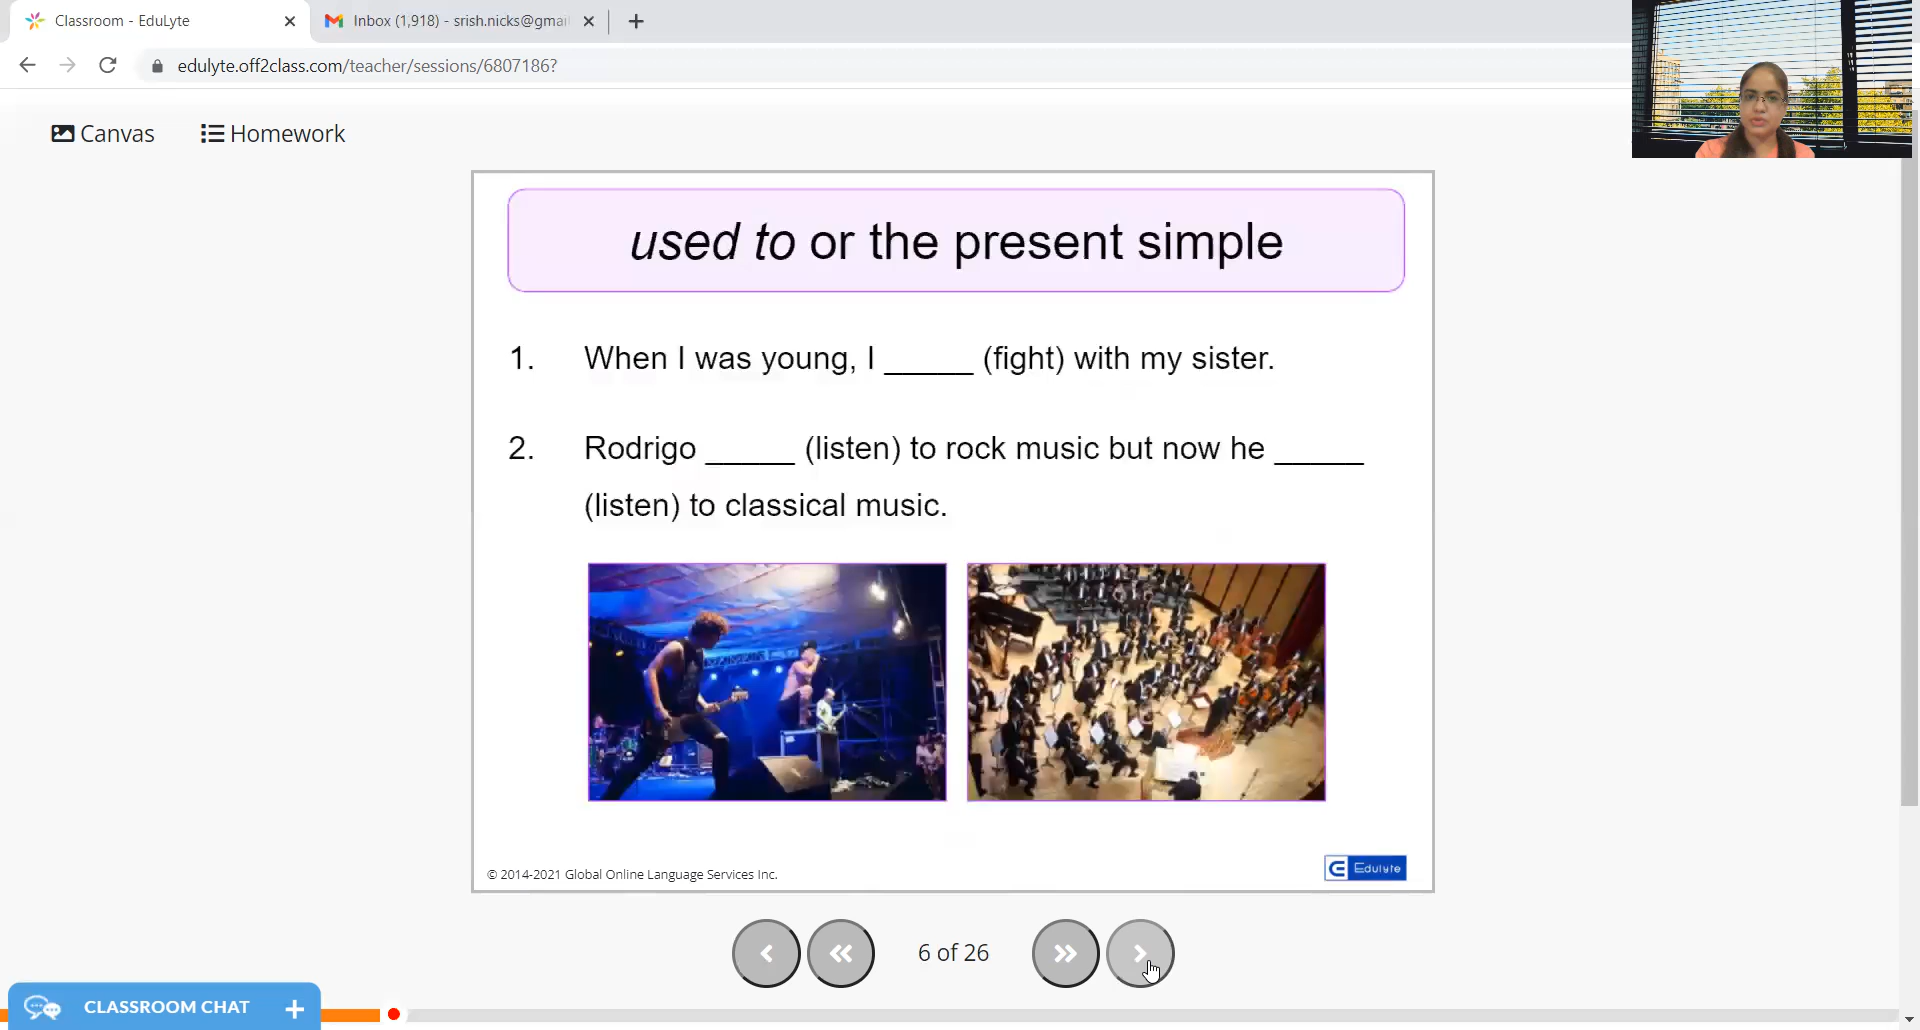 Classroom - EduLyte
Inbox (1,918) - srish.nicks@gmai
edulyte.off2class.com/teacher/sessions/6807186?
Canvas
Homework
used to or the present simple
1. When I was young, I _____ (fight) with my sister.
2. Rodrigo _____ (listen) to rock music but now he _____
(listen) to classical music.
© 2014-2021 Global Online Language Services Inc.
Edulyte
6 of 26
CLASSROOM CHAT